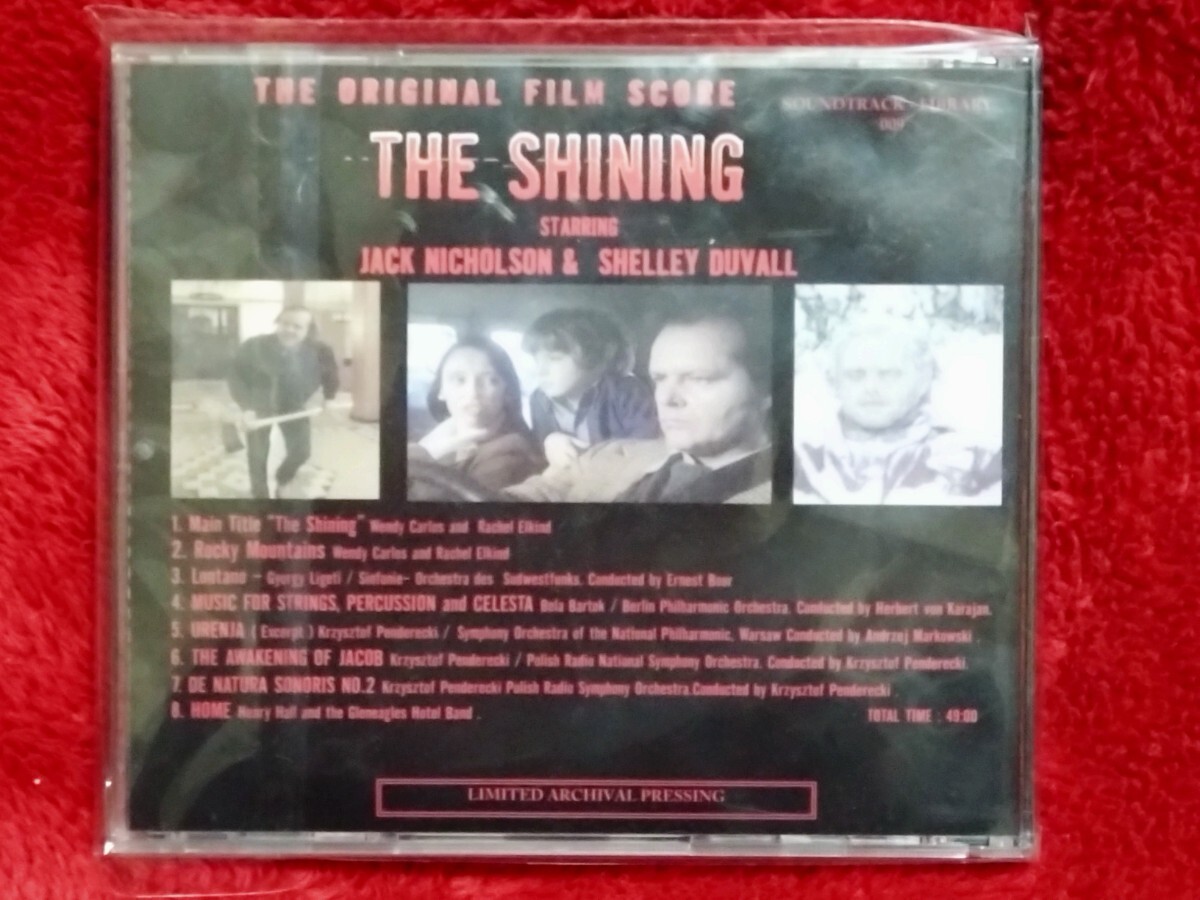 THE ORIGINAL FILM SCORE
SOUNDTRACK LIBRARY
009
THE SHINING
STARRING
JACK NICHOLSON & SHELLEY DUVALL
1. Main Title "The Shining" Wendy Carlos and Rachel Elkind
2. Rocky Mountains Wendy Carlos and Rachel Elkind
3. Lontano - Gyorgy Ligeti / Sinfonie- Orchestra des Sudwestfunks. Conducted by Ernest Bour
4. MUSIC FOR STRINGS, PERCUSSION and CELESTA Bela Bartok / Berlin Philharmonic Orchestra. Conducted by Herbert von Karajan.
5. URENJA ( Excerpt ) Krzysztof Penderecki / Symphony Orchestra of the National Philharmonic, Warsaw Conducted by Andrzej Markowski .
6. THE AWAKENING OF JACOB Krzysztof Penderecki / Polish Radio National Symphony Orchestra. Conducted by Krzysztof Penderecki.
7. DE NATURA SONORIS NO.2 Krzysztof Penderecki Polish Radio Symphony Orchestra.Conducted by Krzysztof Penderecki .
8. HOME Henry Hall and the Gleneagles Hotel Band .
TOTAL TIME : 49:00
LIMITED ARCHIVAL PRESSING